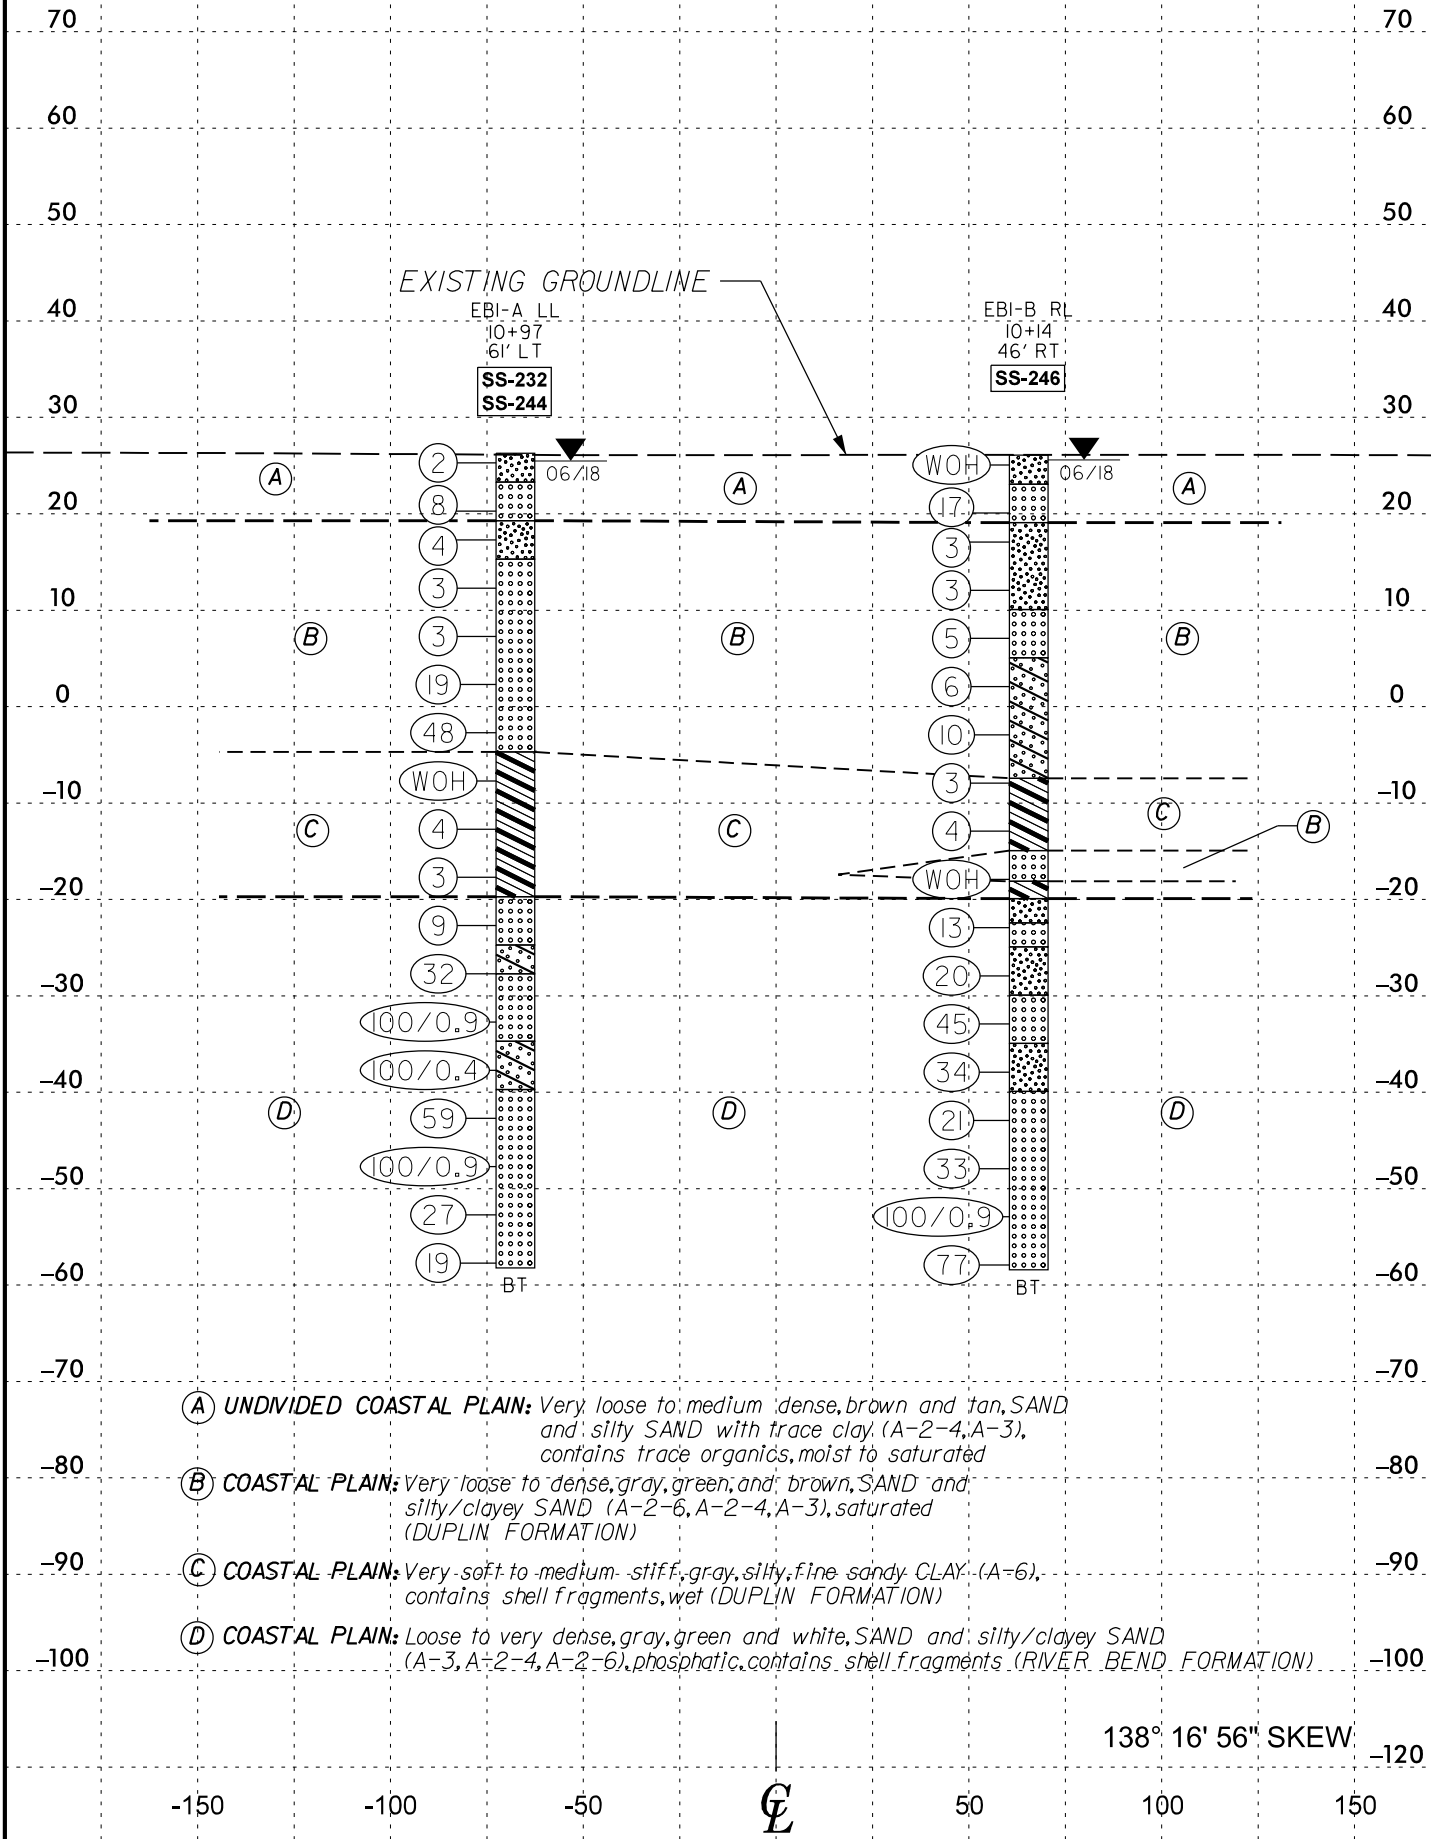 70 70
60 60
50 50
EXISTING GROUNDLINE
40 40
EBI-A LL EBI-B RL
10+97 10+14
61' LT 46' RT
SS-232 SS-246
SS-244
30 30
2 WOH
06/18 06/18
A A A
8 17
20 20
4 3
3 3
10 10
B B B
3 5
19 6
0 0
48 10
WOH 3
-10 -10
C C C
4 4 B
3 WOH
-20 -20
9 13
32 20
-30 -30
100/0.9 45
100/0.4 34
-40 -40
D D D
59 21
100/0.9 33
-50 -50
27 100/0.9
19 77
-60 -60
BT BT
-70 -70
A UNDIVIDED COASTAL PLAIN: Very loose to medium dense, brown and tan, SAND
and silty SAND with trace clay (A-2-4, A-3),
contains trace organics, moist to saturated
-80 -80
B COASTAL PLAIN: Very loose to dense, gray, green, and brown, SAND and
silty/clayey SAND (A-2-6, A-2-4, A-3), saturated
(DUPLIN FORMATION)
-90 -90
C COASTAL PLAIN: Very soft to medium stiff, gray, silty, fine sandy CLAY (A-6),
contains shell fragments, wet (DUPLIN FORMATION)
D COASTAL PLAIN: Loose to very dense, gray, green and white, SAND and silty/clayey SAND
-100 (A-3, A-2-4, A-2-6), phosphatic, contains shell fragments (RIVER BEND FORMATION) -100
138° 16' 56" SKEW
-120
-150 -100 -50 CL 50 100 150